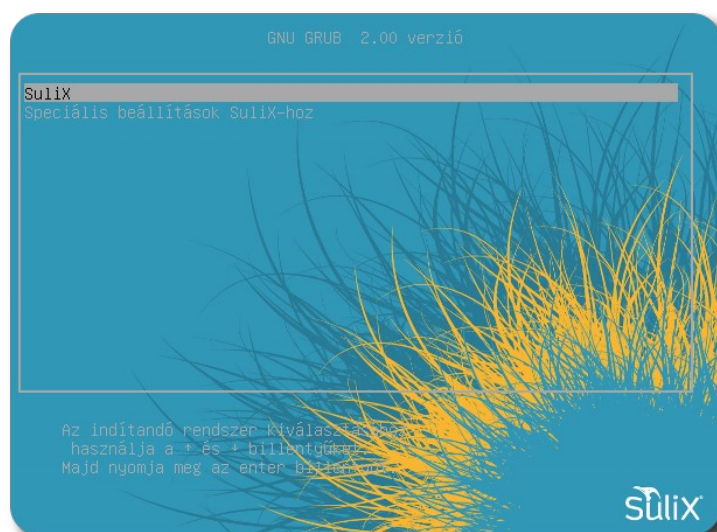 GNU GRUB 2.00 verzió
SuliX
Speciális beállítások SuliX-hoz
Az indítandó rendszer kiválasztásához
használja a ↑ és ↓ billentyűket.
Majd nyomja meg az enter billentyűt.
SuliX